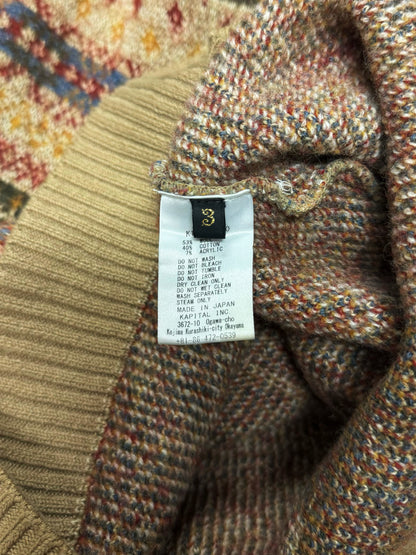 3
53%
40% COTTON
7% ACRYLIC
DO NOT WASH
DO NOT BLEACH
DO NOT TUMBLE
DO NOT IRON
DRY CLEAN ONLY
DO NOT WET CLEAN
WASH SEPARATELY
STEAM ONLY
MADE IN JAPAN
KAPITAL INC.
3672-10 Ogawa-cho
Kojima Kurashiki-city Okayama
+81-86-472-0539